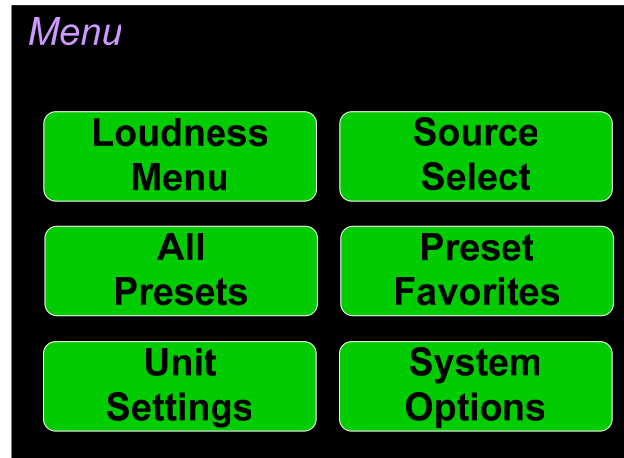 Menu
Loudness
Menu
Source
Select
All
Presets
Preset
Favorites
Unit
Settings
System
Options